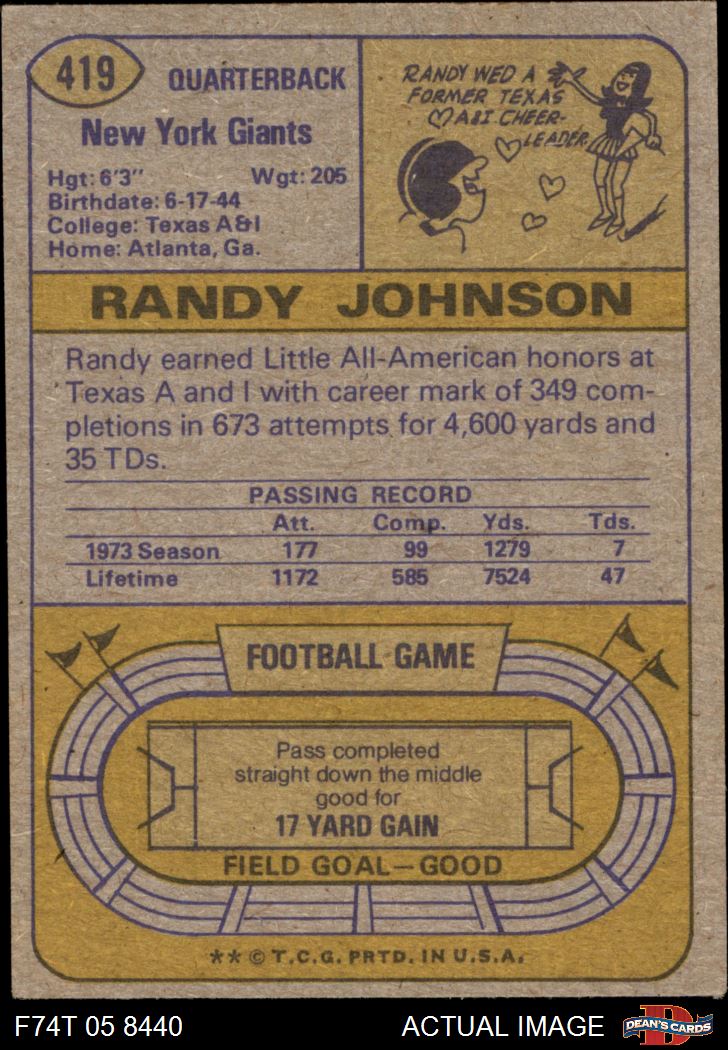 419
QUARTERBACK
New York Giants
Hgt: 6'3" Wgt: 205
Birthdate: 6-17-44
College: Texas A&I
Home: Atlanta, Ga.
RANDY WED A
FORMER TEXAS
A&I CHEER-
LEADER
RANDY JOHNSON
Randy earned Little All-American honors at
Texas A and I with career mark of 349 com-
pletions in 673 attempts for 4,600 yards and
35 TDs.
PASSING RECORD
Att. Comp. Yds. Tds.
1973 Season 177 99 1279 7
Lifetime 1172 585 7524 47
FOOTBALL GAME
Pass completed
straight down the middle
good for
17 YARD GAIN
FIELD GOAL—GOOD
** © T.C.G. PRTD. IN U.S.A.
F74T 05 8440 ACTUAL IMAGE
D
DEAN'S CARDS